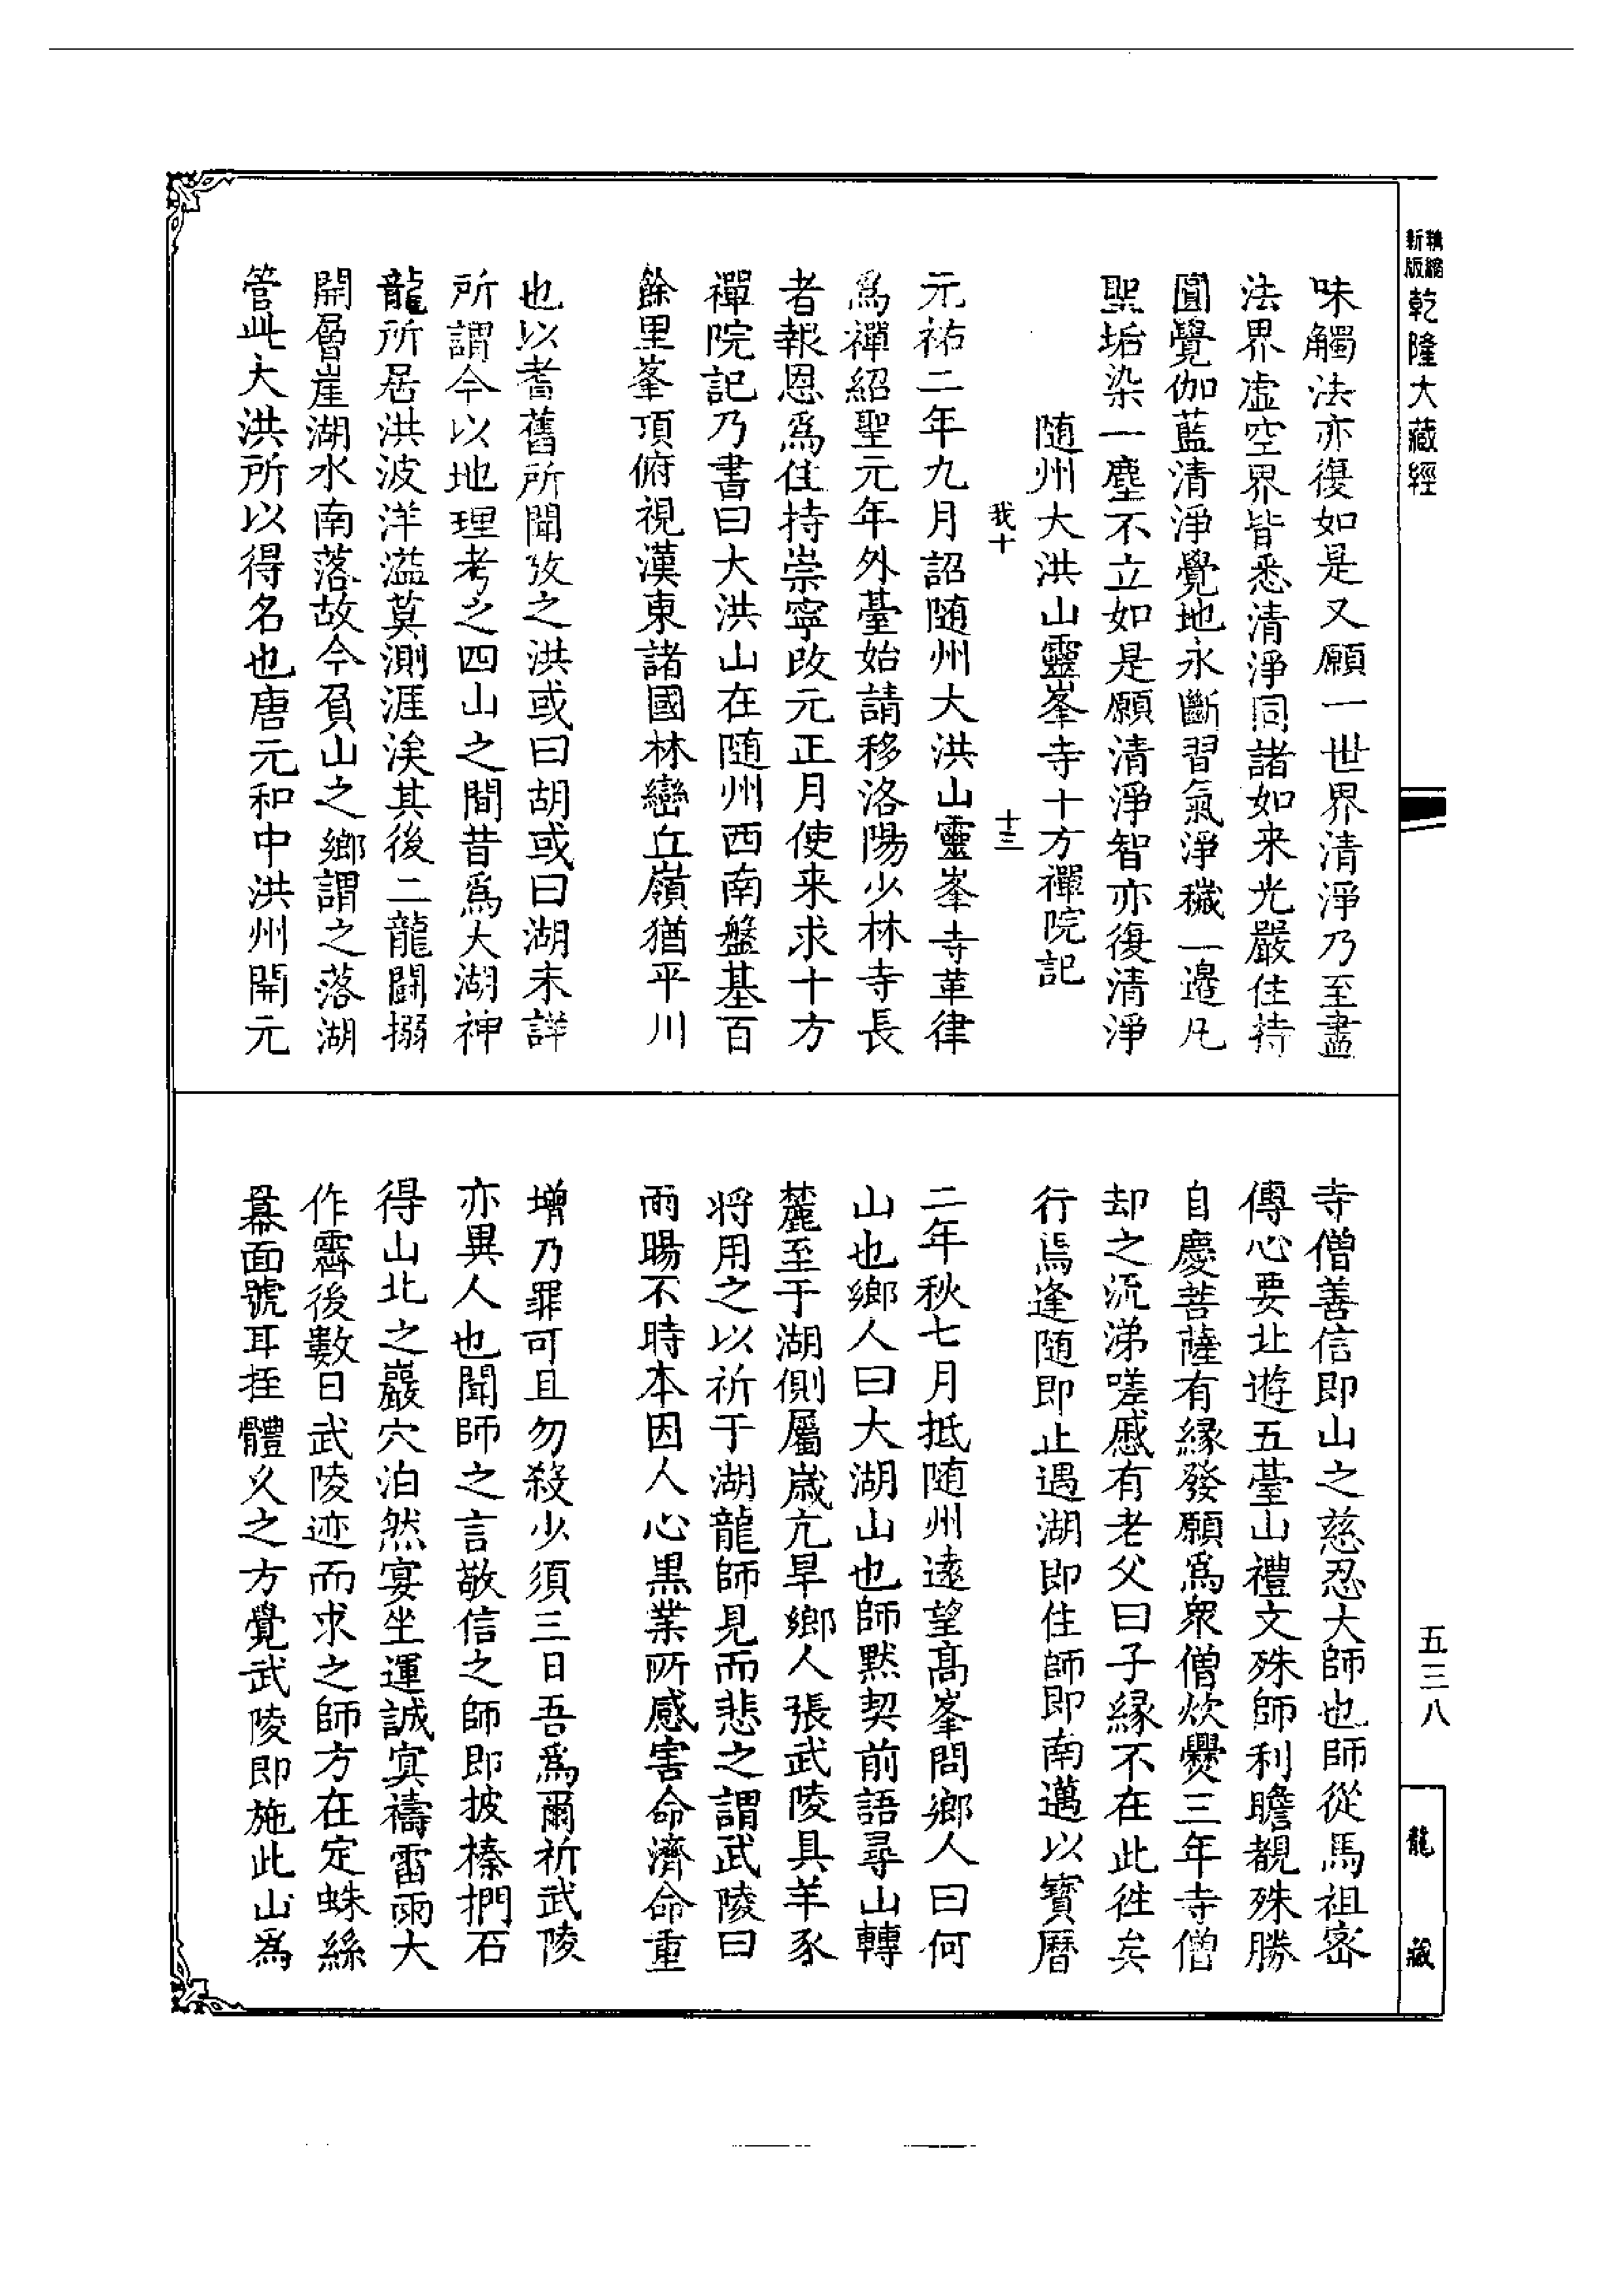 新版
精縮
乾隆大藏經
五三八
龍藏
味觸法亦復如是又願一世界清淨乃至盡
法界虛空界皆悉清淨同諸如来光嚴住持
圓覺伽藍清淨覺地永斷習氣淨穢一邊凡
聖垢染一塵不立如是願清淨智亦復清淨
随州大洪山靈峯寺十方禪院記
我十
十三
元祐二年九月詔随州大洪山靈峯寺革律
爲禪紹聖元年外臺始請移洛陽少林寺長
者報恩爲住持崇寧改元正月使来求十方
禪院記乃書曰大洪山在随州西南盤基百
餘里峯頂俯視漢東諸國林巒丘嶺猶平川
也以耆舊所聞攷之洪或曰胡或曰湖未詳
所謂今以地理考之四山之間昔爲大湖神
龍所居洪波洋溢莫測涯涘其後二龍鬬搦
開層崖湖水南落故今負山之鄉謂之落湖
管此大洪所以得名也唐元和中洪州開元
寺僧善信即山之慈忍大師也師從馬祖宻
傳心要北遊五臺山禮文殊師利瞻覩殊勝
自慶菩薩有緣發願爲衆僧炊爨三年寺僧
却之流涕嗟慼有老父曰子緣不在此徃矣
行焉逢随即止遇湖即住師即南邁以寳曆
二年秋七月抵随州遠望髙峯問鄉人曰何
山也鄉人曰大湖山也師黙契前語尋山轉
麓至于湖側屬嵗亢旱鄉人張武陵具羊豕
将用之以祈于湖龍師見而悲之謂武陵曰
雨暘不時本因人心黒業所感害命濟命重
增乃罪可且勿殺少須三日吾爲爾祈武陵
亦異人也聞師之言敬信之師即披榛捫石
得山北之巖穴泊然宴坐運誠冥禱雷雨大
作霽後數日武陵迹而求之師方在定蛛絲
羃面號耳挃體久之方覺武陵即施此山爲